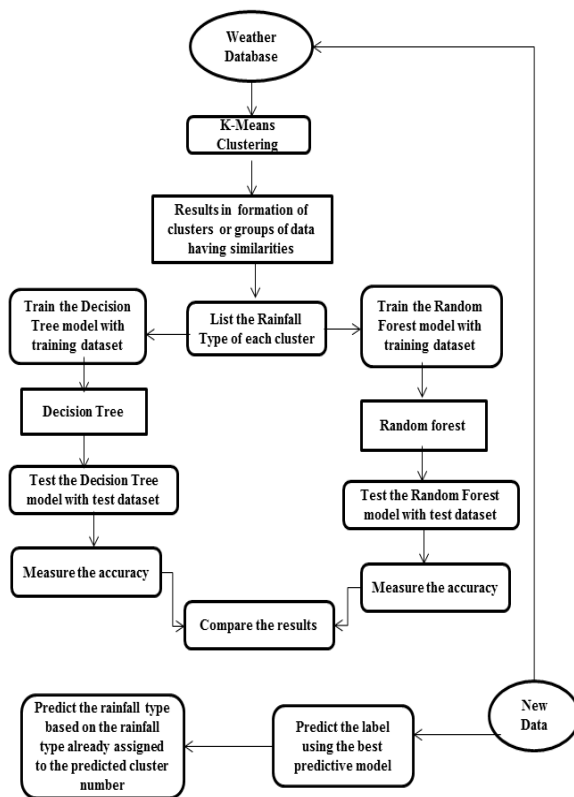 Weather
Database
K-Means
Clustering
Results in formation of
clusters or groups of data
having similarities
List the Rainfall
Type of each cluster
Train the Decision
Tree model with
training dataset
Decision Tree
Test the Decision Tree
model with test dataset
Measure the accuracy
Train the Random
Forest model with
training dataset
Random forest
Test the Random Forest
model with test dataset
Measure the accuracy
Compare the results
New
Data
Predict the label
using the best
predictive model
Predict the rainfall type
based on the rainfall
type already assigned
to the predicted cluster
number